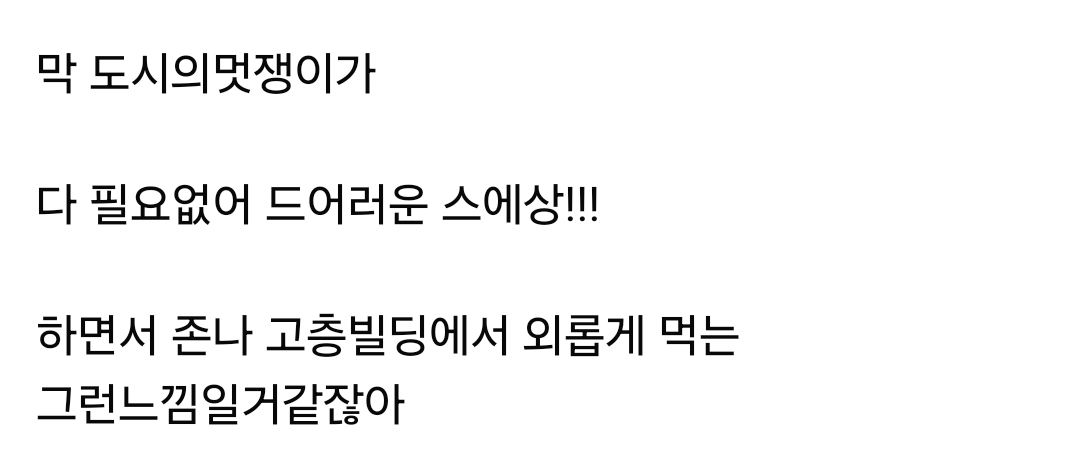 막 도시의멋쟁이가
다 필요없어 드어러운 스에상!!!
하면서 존나 고층빌딩에서 외롭게 먹는
그런느낌일거같잖아